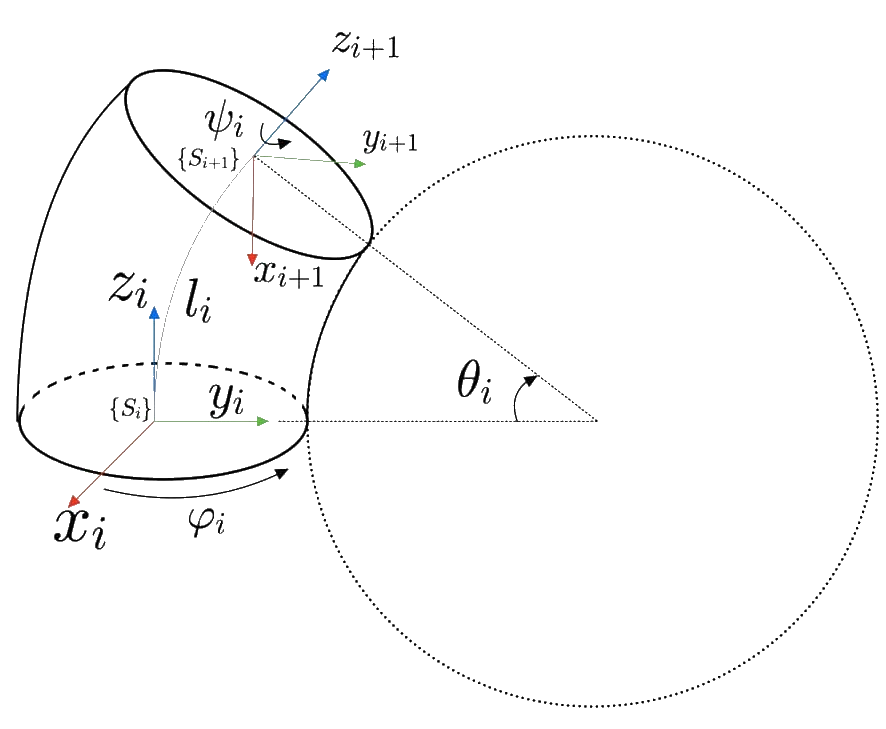 z_{i+1}
ψ_i
y_{i+1}
{S_{i+1}}
x_{i+1}
z_i
l_i
θ_i
{S_i}
y_i
x_i
φ_i